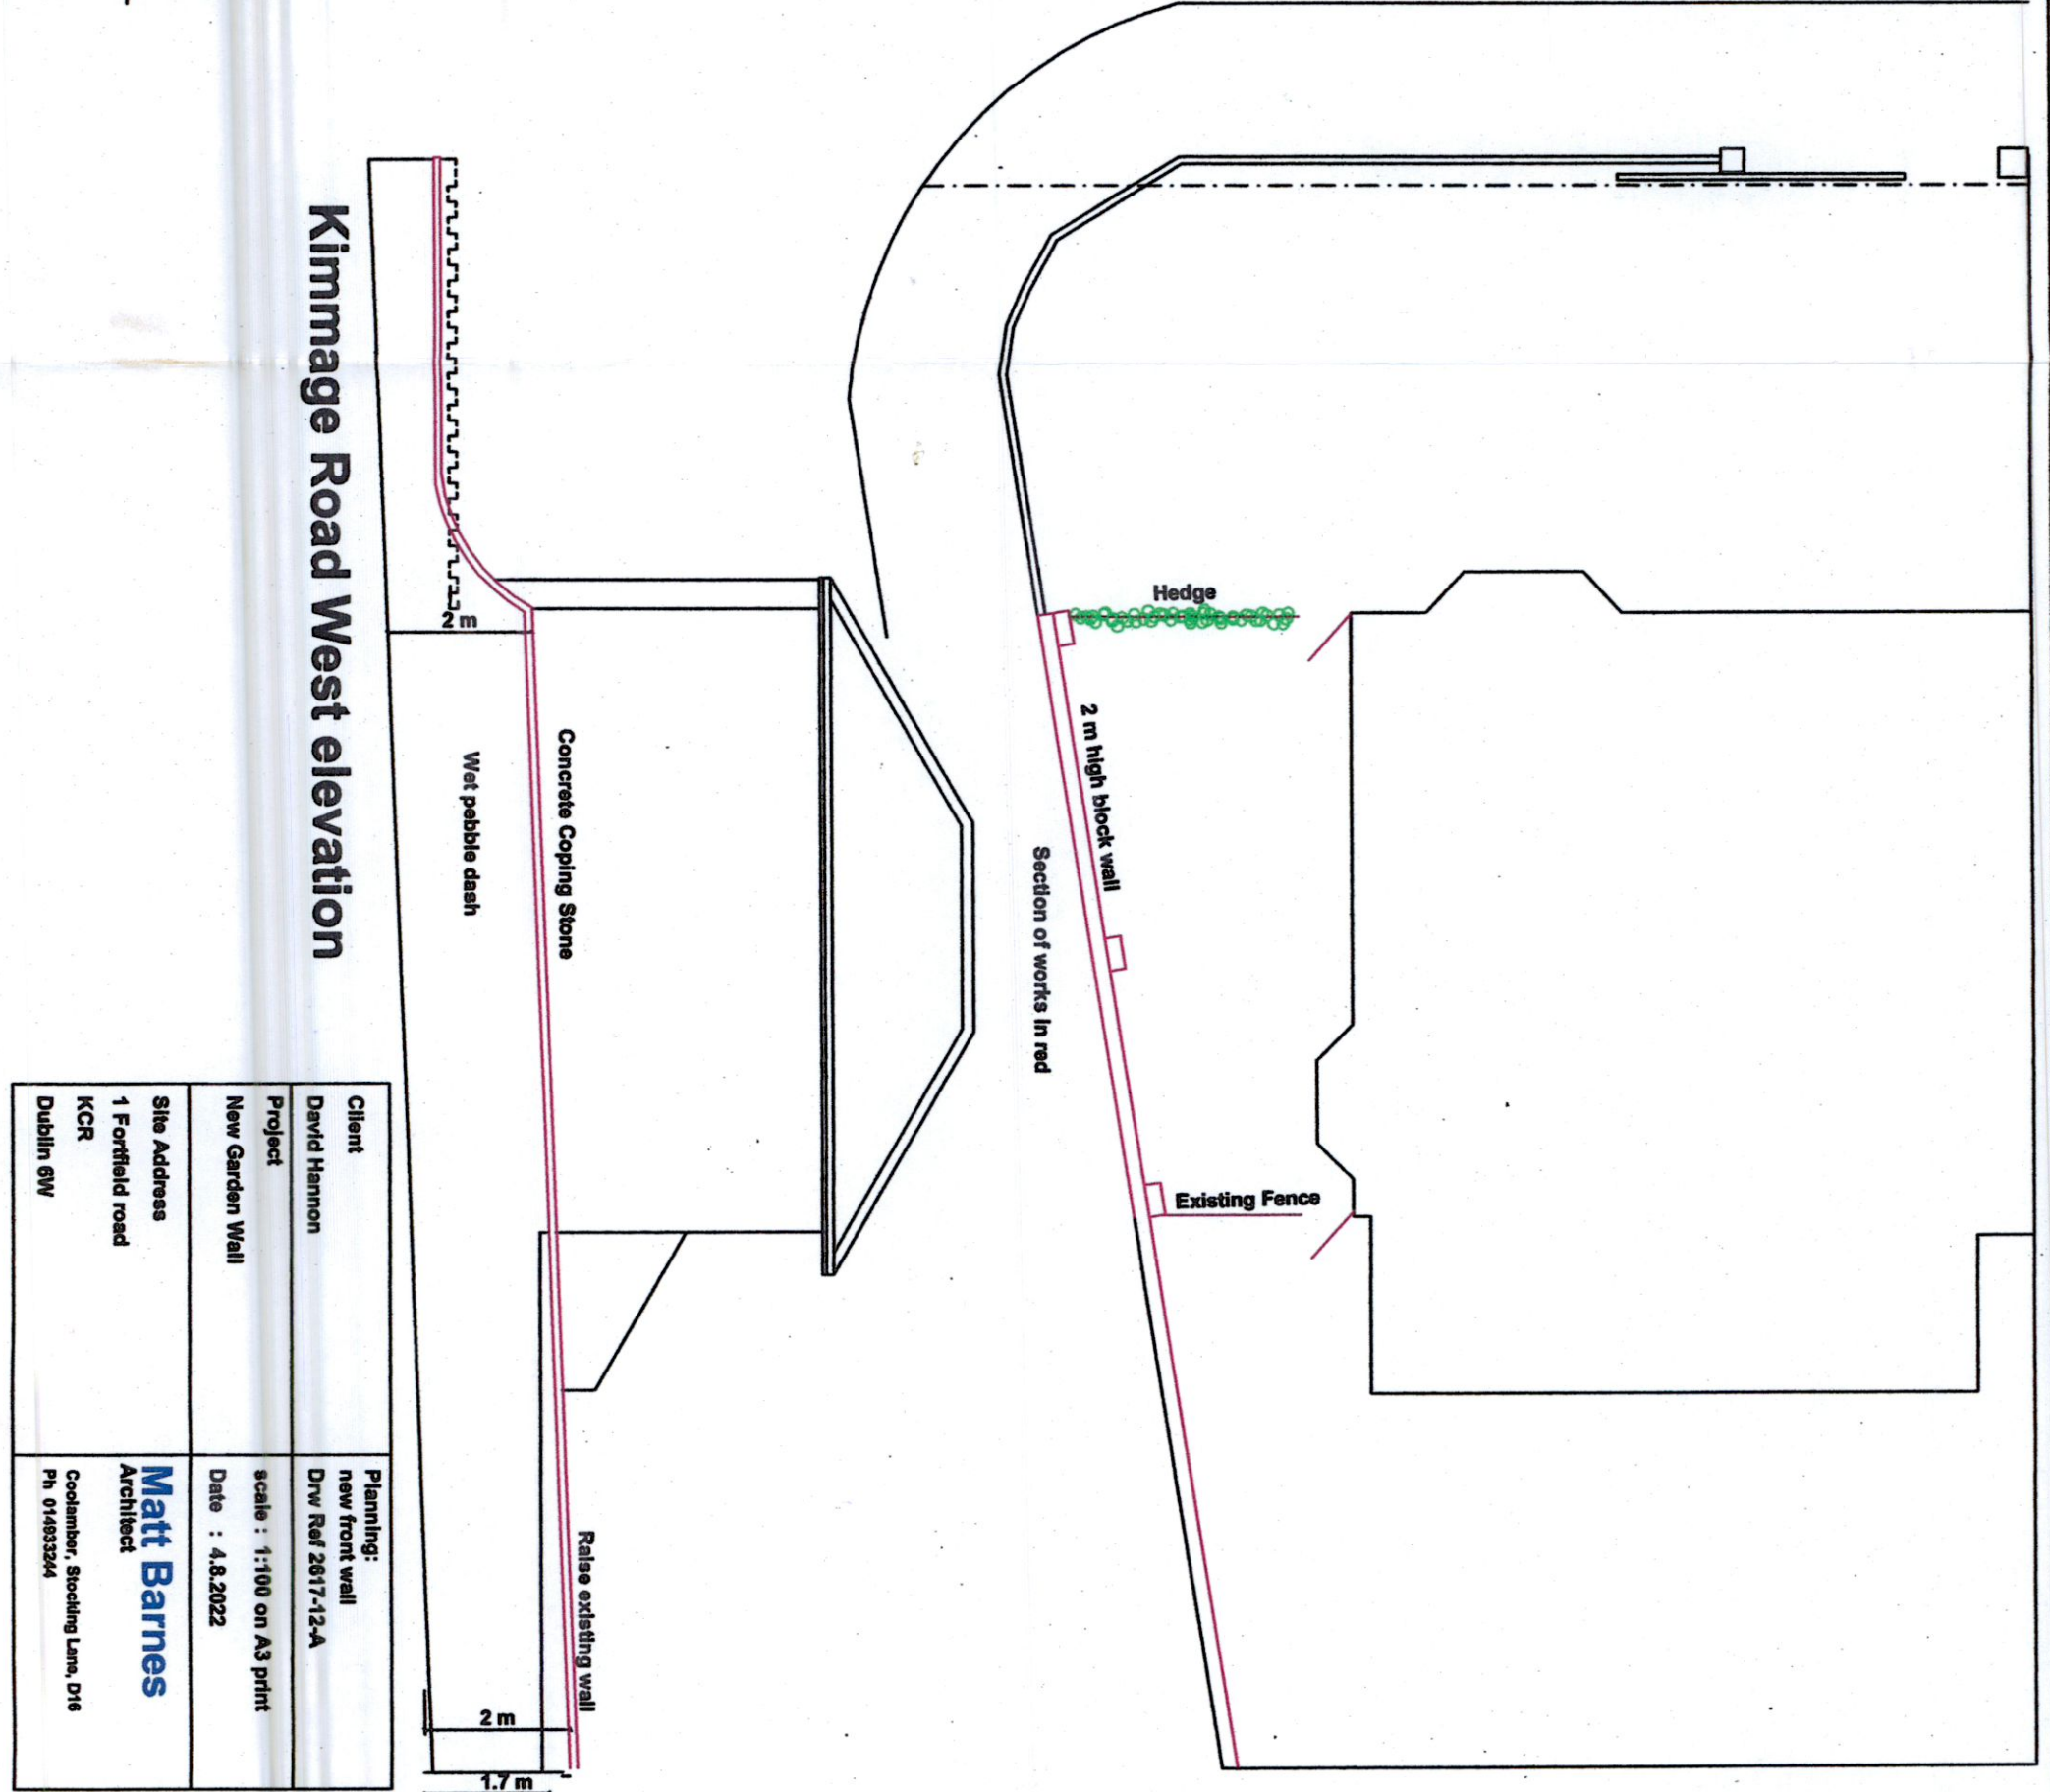 Hedge
2 m high block wall
Section of works in red
Existing Fence
2 m
Concrete Coping Stone
Wet pebble dash
Raise existing wall
2 m
1.7 m
Kimmage Road West elevation
Client
David Hannon
Project
New Garden Wall
Site Address
1 Fortfield road
KCR
Dublin 6W
Planning:
new front wall
Drw Ref 2617-12-A
scale : 1:100 on A3 print
Date : 4.8.2022
Matt Barnes
Architect
Coolamber, Stocking Lane, D16
Ph 014933244